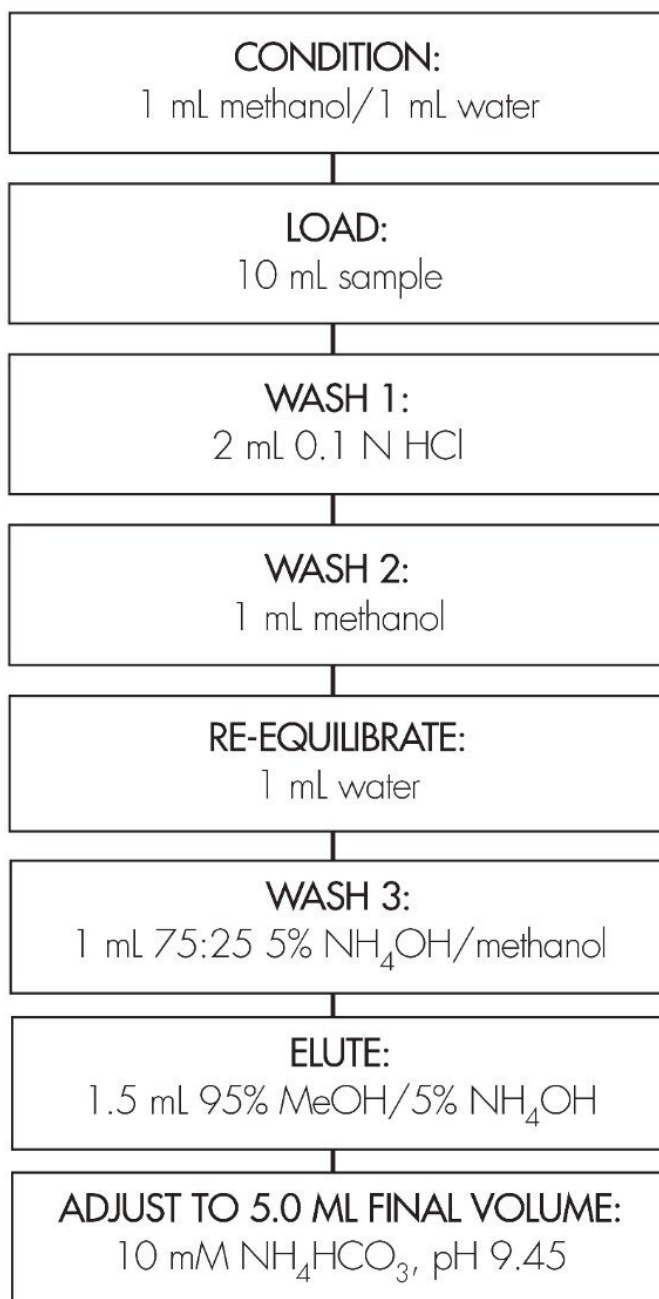 CONDITION:
1 mL methanol/1 mL water
LOAD:
10 mL sample
WASH 1:
2 mL 0.1 N HCl
WASH 2:
1 mL methanol
RE-EQUILIBRATE:
1 mL water
WASH 3:
1 mL 75:25 5% NH₄OH/methanol
ELUTE:
1.5 mL 95% MeOH/5% NH₄OH
ADJUST TO 5.0 ML FINAL VOLUME:
10 mM NH₄HCO₃, pH 9.45